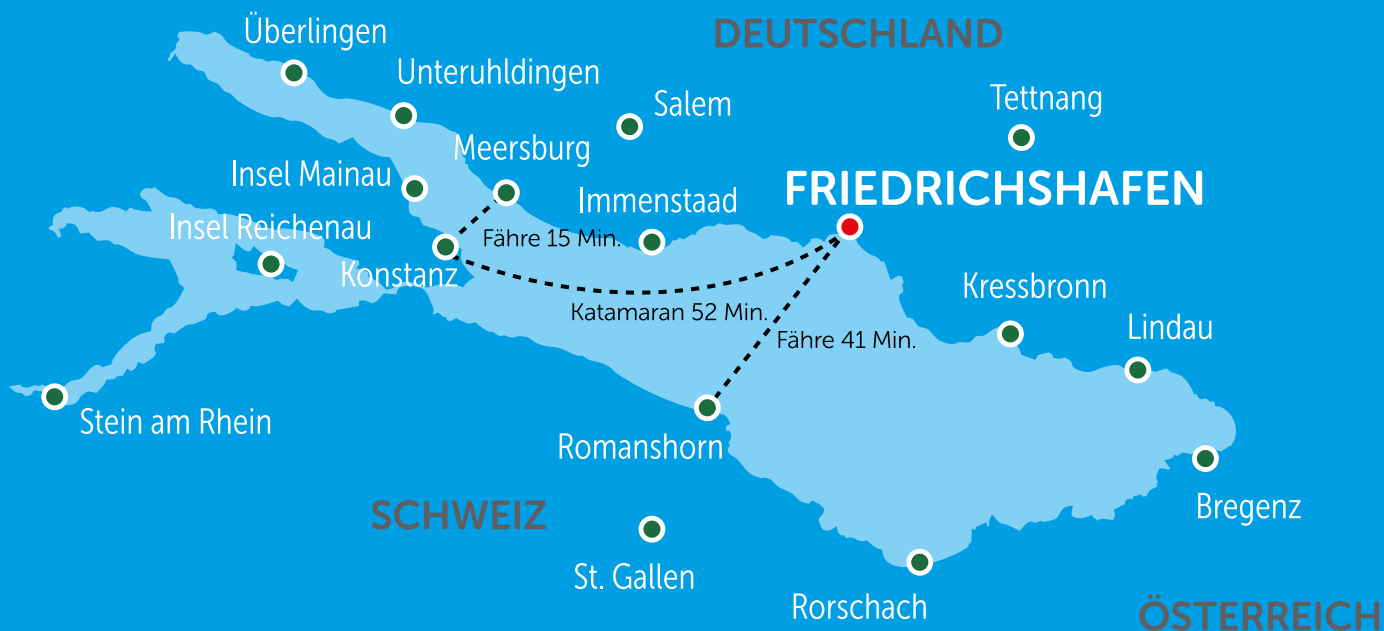 Überlingen
DEUTSCHLAND
Unteruhldingen
Salem
Tettnang
Meersburg
Insel Mainau
FRIEDRICHSHAFEN
Immenstaad
Insel Reichenau
Fähre 15 Min.
Konstanz
Kressbronn
Katamaran 52 Min.
Lindau
Fähre 41 Min.
Stein am Rhein
Romanshorn
SCHWEIZ
Bregenz
St. Gallen
Rorschach
ÖSTERREICH